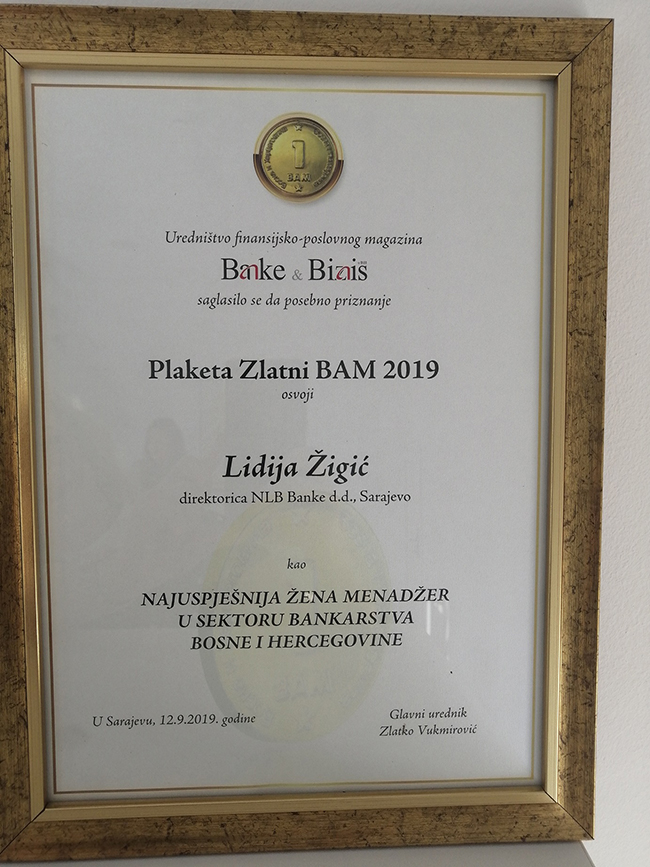 1
BAM
Uredništvo finansijsko-poslovnog magazina
Banke & Biznis
saglasilo se da posebno priznanje
Plaketa Zlatni BAM 2019
osvoji
Lidija Žigić
direktorica NLB Banke d.d., Sarajevo
kao
NAJUSPJEŠNIJA ŽENA MENADŽER
U SEKTORU BANKARSTVA
BOSNE I HERCEGOVINE
U Sarajevu, 12.9.2019. godine
Glavni urednik
Zlatko Vukmirović